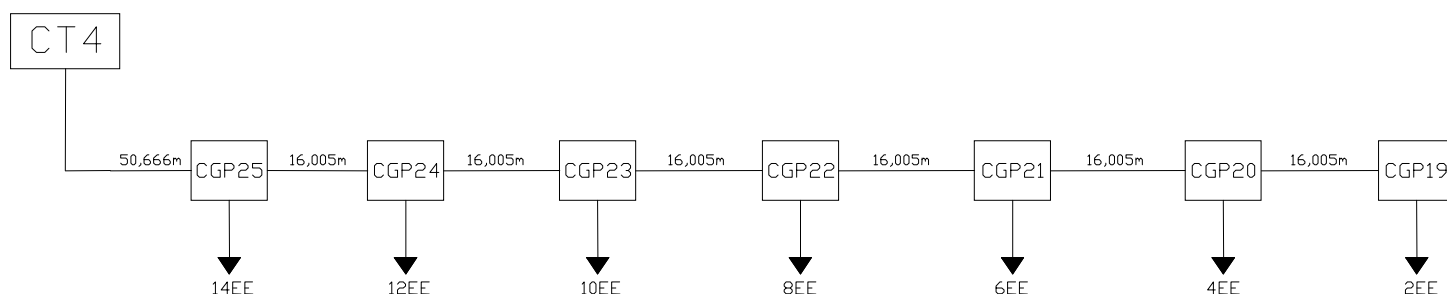 CT4
50,666m 16,005m 16,005m 16,005m 16,005m 16,005m 16,005m
CGP25 CGP24 CGP23 CGP22 CGP21 CGP20 CGP19
14EE 12EE 10EE 8EE 6EE 4EE 2EE